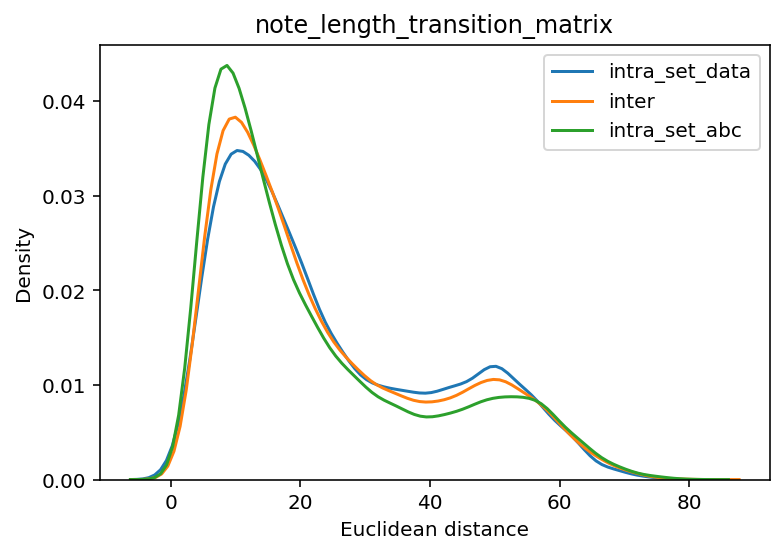 note_length_transition_matrix
intra_set_data
inter
intra_set_abc
Density
0.04
0.03
0.02
0.01
0.00
0 20 40 60 80
Euclidean distance